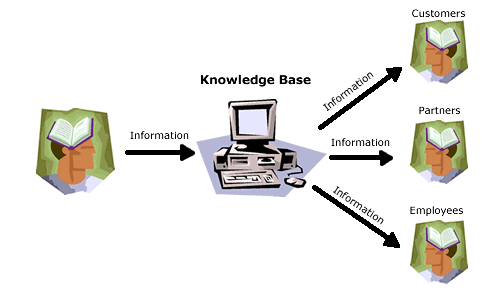 Customers
Knowledge Base
Information
Partners
Information
Information
Employees
Information